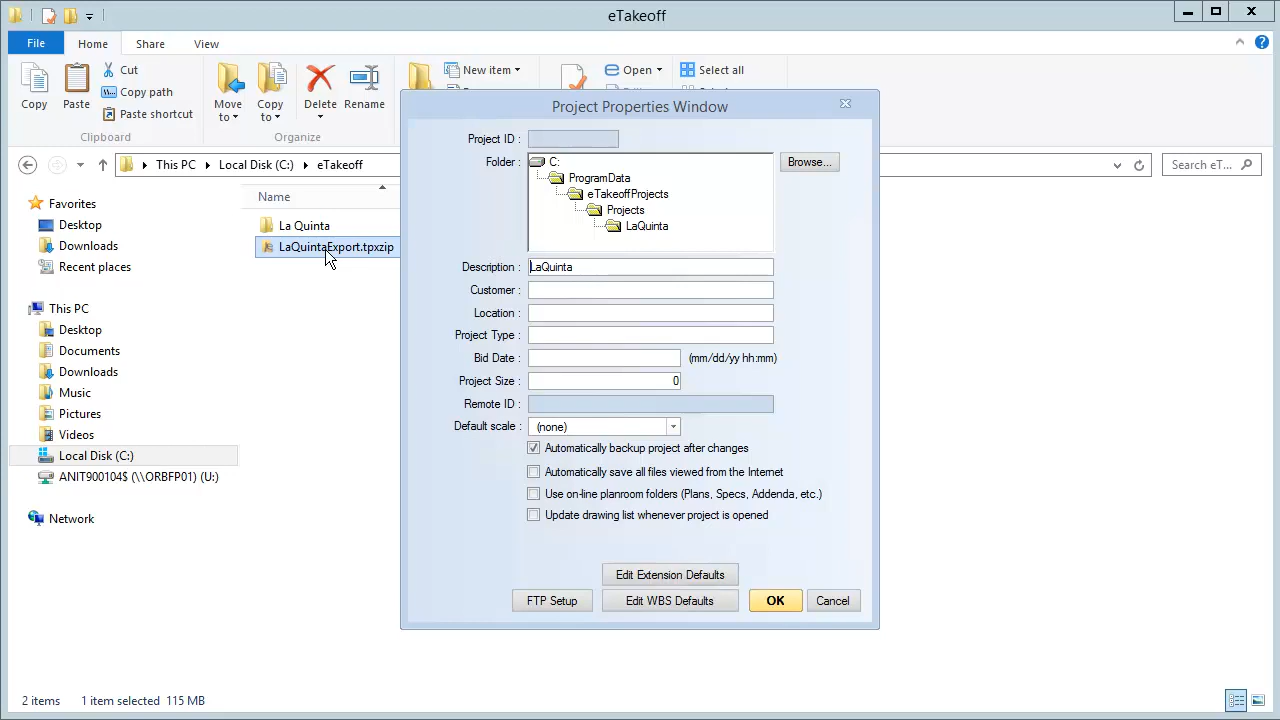 eTakeoff
File Home Share View
Copy
Paste
Cut
Copy path
Paste shortcut
Clipboard
Move to
Copy to
Delete
Rename
Organize
New item
Open
Select all
This PC Local Disk (C:) eTakeoff
Search eT...
Favorites
Desktop
Downloads
Recent places
This PC
Desktop
Documents
Downloads
Music
Pictures
Videos
Local Disk (C:)
ANIT900104$ (\\ORBFP01) (U:)
Network
Name
La Quinta
LaQuintaExport.tpxzip
Project Properties Window
Project ID :
Folder : C: Browse...
ProgramData
eTakeoffProjects
Projects
LaQuinta
Description : LaQuinta
Customer :
Location :
Project Type :
Bid Date : (mm/dd/yy hh:mm)
Project Size : 0
Remote ID :
Default scale : (none)
Automatically backup project after changes
Automatically save all files viewed from the Internet
Use on-line planroom folders (Plans, Specs, Addenda, etc.)
Update drawing list whenever project is opened
Edit Extension Defaults
FTP Setup Edit WBS Defaults OK Cancel
2 items 1 item selected 115 MB